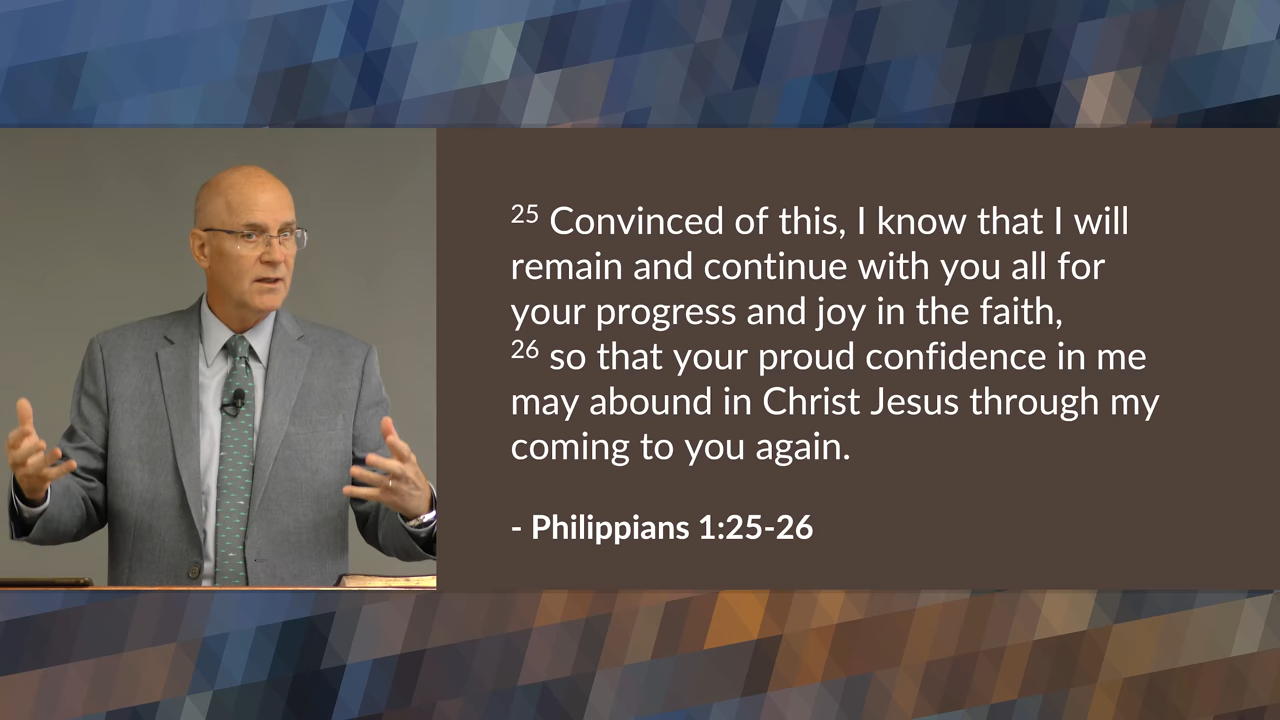 25 Convinced of this, I know that I will
remain and continue with you all for
your progress and joy in the faith,
26 so that your proud confidence in me
may abound in Christ Jesus through my
coming to you again.
- Philippians 1:25-26